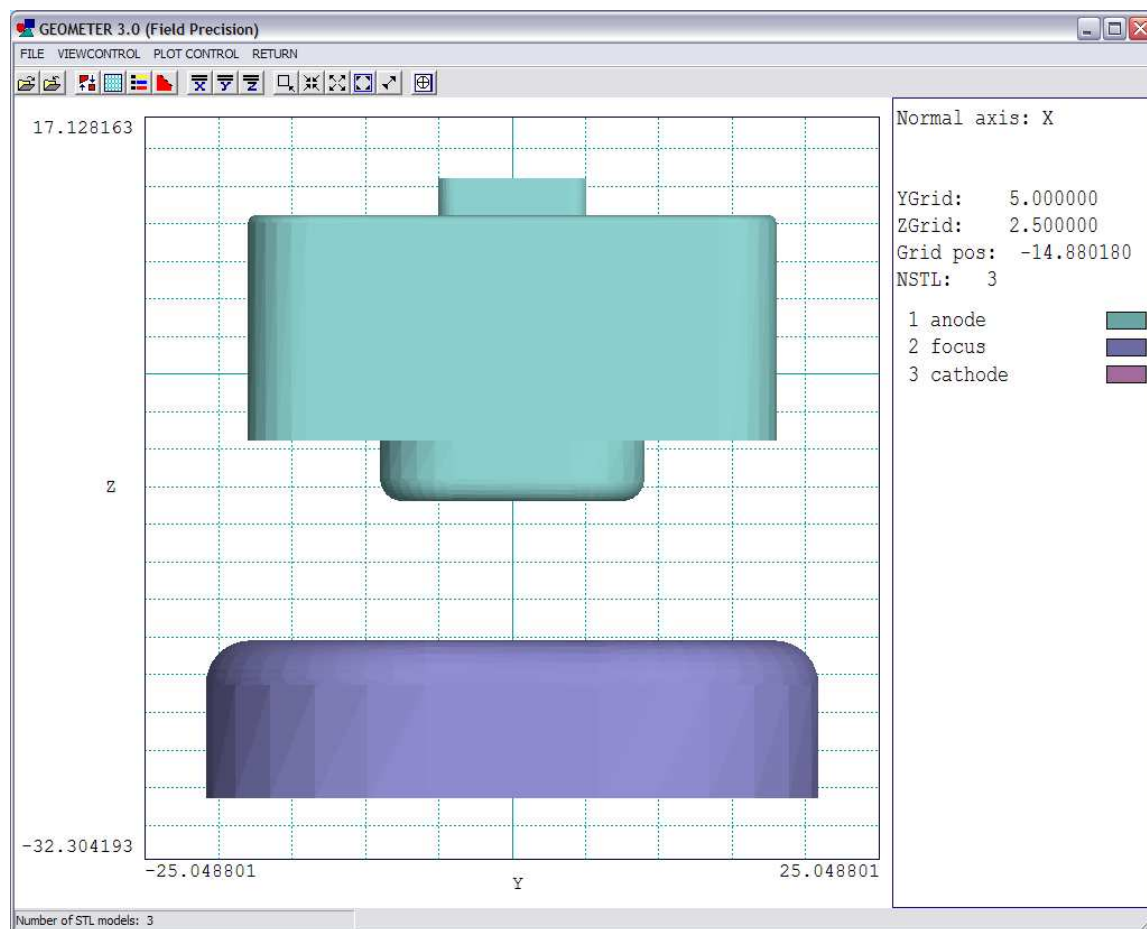 GEOMETER 3.0 (Field Precision)
FILE VIEWCONTROL PLOT CONTROL RETURN
X Y Z
17.128163
Z
-32.304193
-25.048801 25.048801
Y
Normal axis: X
YGrid: 5.000000
ZGrid: 2.500000
Grid pos: -14.880180
NSTL: 3
1 anode
2 focus
3 cathode
Number of STL models: 3